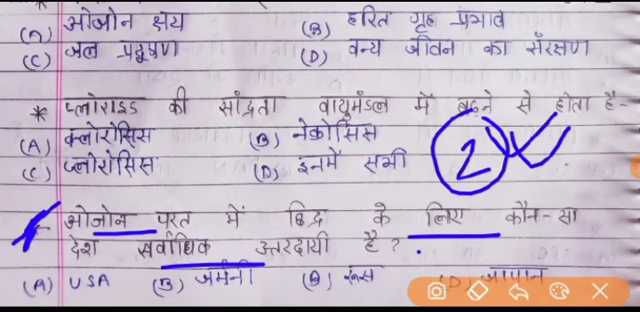 (A) ओजोन क्षय (B) हरित गृह प्रभाव
(C) जल प्रदूषण (D) वन्य जीवन का संरक्षण
* फ्लोराइड की सांद्रता वायुमंडल में बढ़ने से होता है-
(A) क्लोरोसिस (B) नेक्रोसिस
(C) फ्लोरोसिस (D) इनमें सभी
2
ओजोन परत में छिद्र के लिए कौन-सा
देश सर्वाधिक उत्तरदायी है?
(A) USA (B) जर्मनी (C) रूस (D) जापान